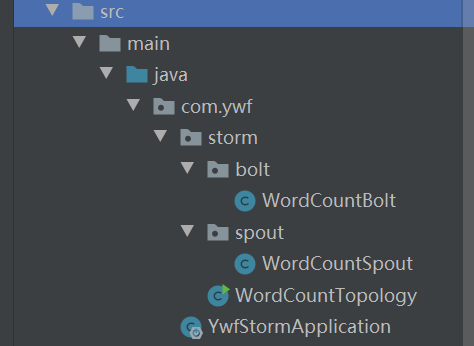 src
main
java
com.ywf
storm
bolt
WordCountBolt
spout
WordCountSpout
WordCountTopology
YwfStormApplication